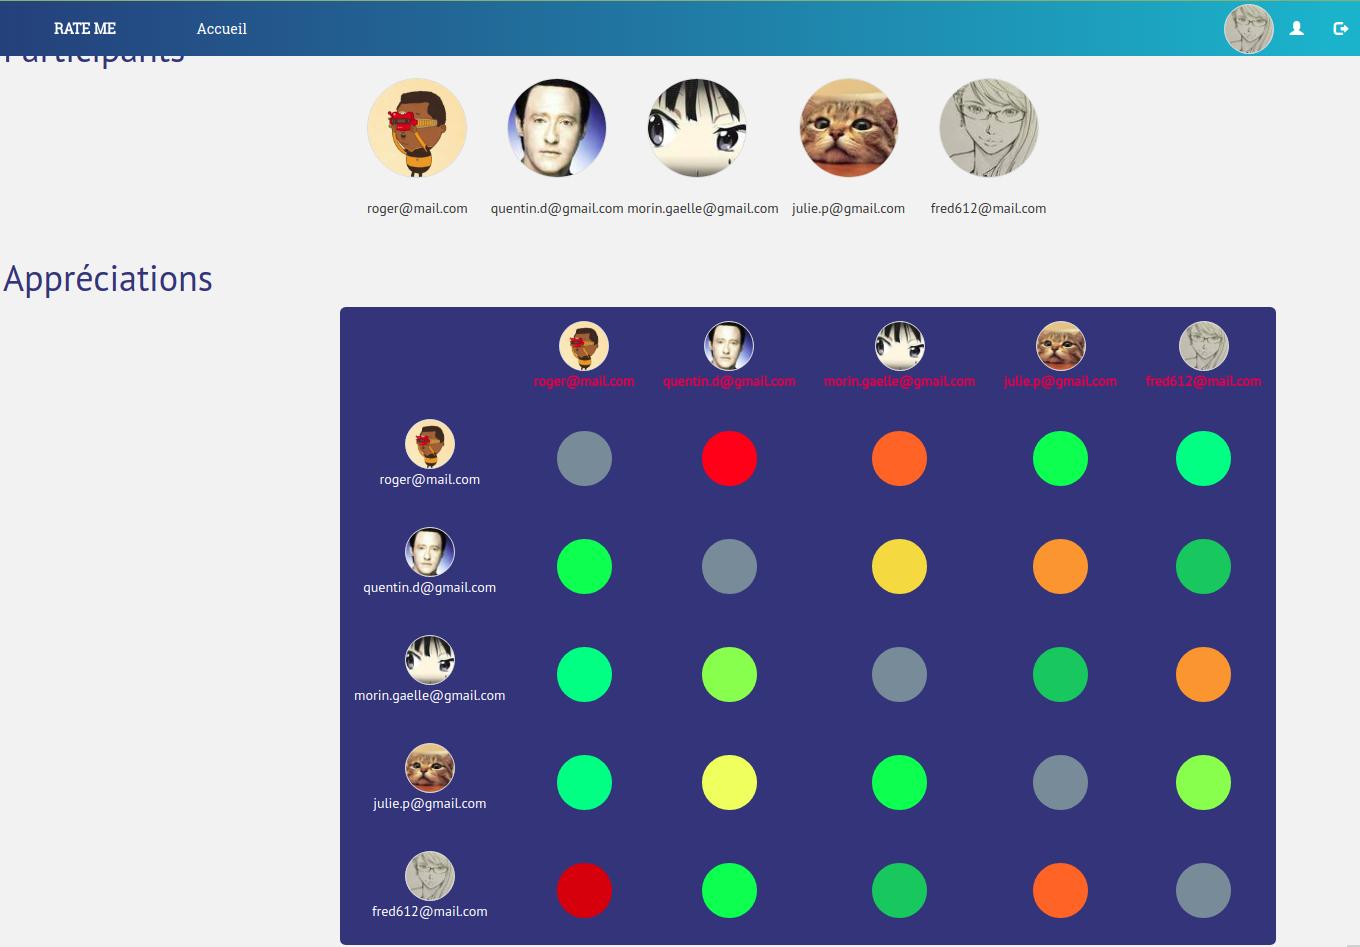 RATE ME Accueil
Participants
roger@mail.com quentin.d@gmail.com morin.gaelle@gmail.com julie.p@gmail.com fred612@mail.com
Appréciations
roger@mail.com quentin.d@gmail.com morin.gaelle@gmail.com julie.p@gmail.com fred612@mail.com
roger@mail.com
quentin.d@gmail.com
morin.gaelle@gmail.com
julie.p@gmail.com
fred612@mail.com